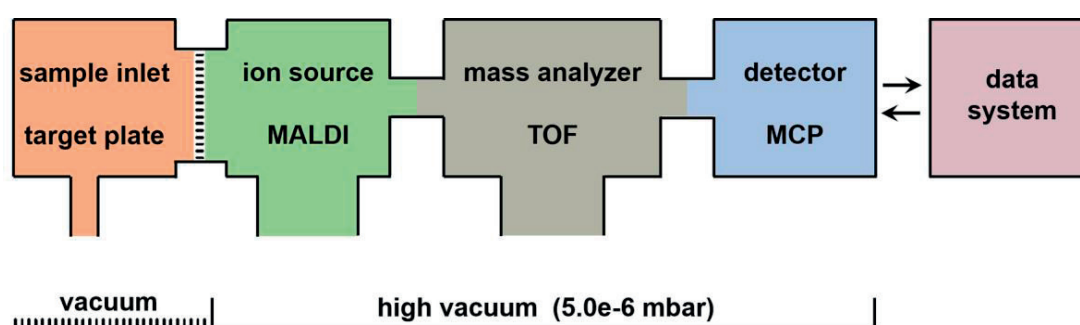 sample inlet
target plate
ion source
MALDI
mass analyzer
TOF
detector
MCP
data
system
vacuum
high vacuum (5.0e-6 mbar)